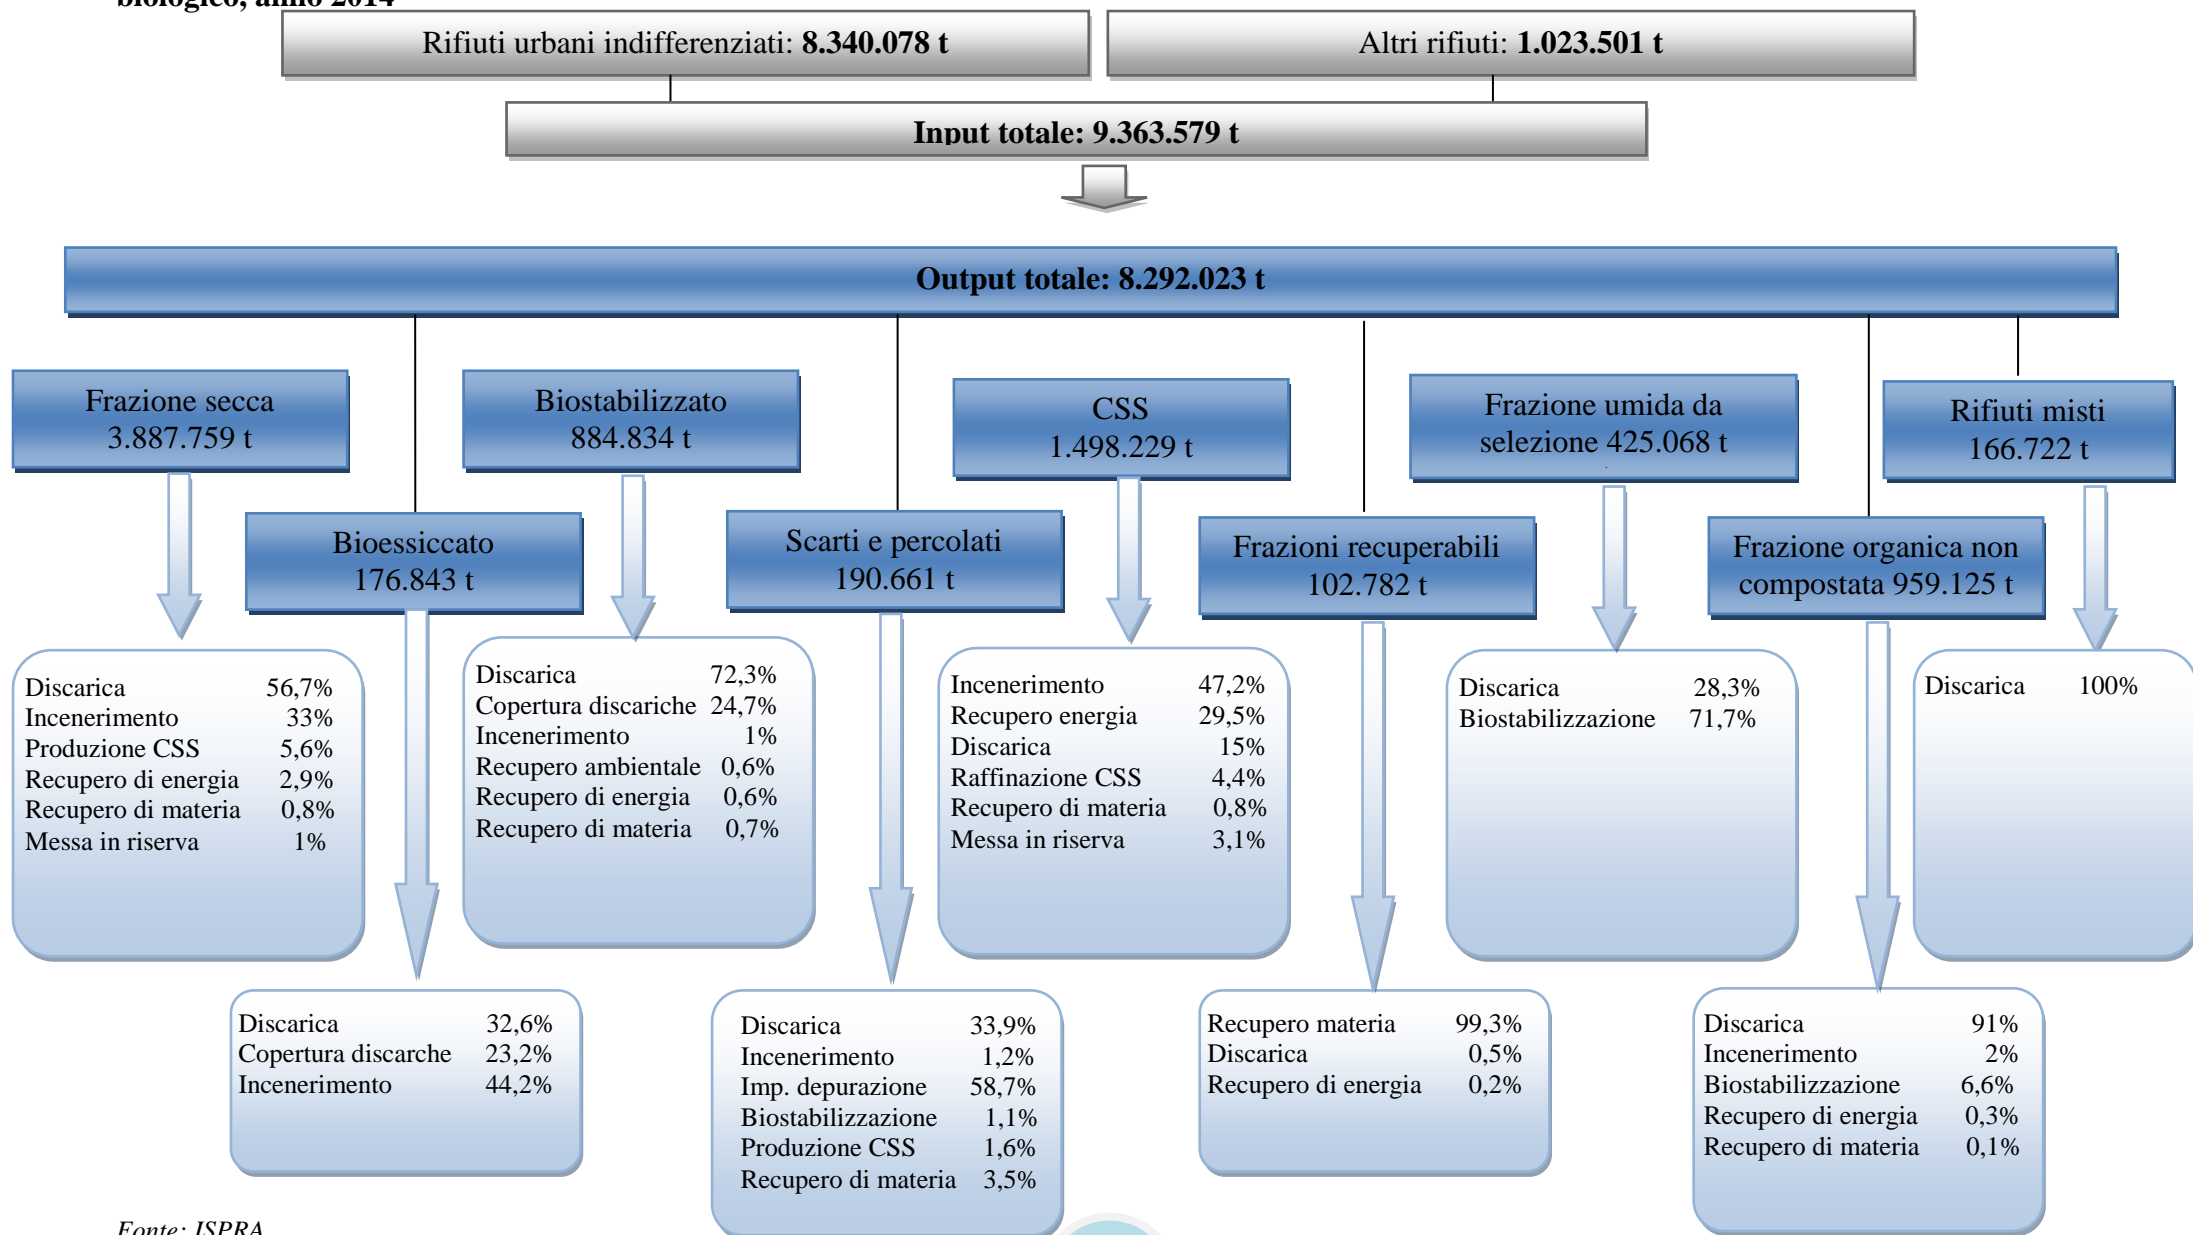 biologico, anno 2014
Rifiuti urbani indifferenziati: 8.340.078 t
Altri rifiuti: 1.023.501 t
Input totale: 9.363.579 t
Output totale: 8.292.023 t
Frazione secca
3.887.759 t
Biostabilizzato
884.834 t
CSS
1.498.229 t
Frazione umida da
selezione 425.068 t
Rifiuti misti
166.722 t
Bioessiccato
176.843 t
Scarti e percolati
190.661 t
Frazioni recuperabili
102.782 t
Frazione organica non
compostata 959.125 t
Discarica 56,7%
Incenerimento 33%
Produzione CSS 5,6%
Recupero di energia 2,9%
Recupero di materia 0,8%
Messa in riserva 1%
Discarica 72,3%
Copertura discariche 24,7%
Incenerimento 1%
Recupero ambientale 0,6%
Recupero di energia 0,6%
Recupero di materia 0,7%
Incenerimento 47,2%
Recupero energia 29,5%
Discarica 15%
Raffinazione CSS 4,4%
Recupero di materia 0,8%
Messa in riserva 3,1%
Discarica 28,3%
Biostabilizzazione 71,7%
Discarica 100%
Discarica 32,6%
Copertura discarche 23,2%
Incenerimento 44,2%
Discarica 33,9%
Incenerimento 1,2%
Imp. depurazione 58,7%
Biostabilizzazione 1,1%
Produzione CSS 1,6%
Recupero di materia 3,5%
Recupero materia 99,3%
Discarica 0,5%
Recupero di energia 0,2%
Discarica 91%
Incenerimento 2%
Biostabilizzazione 6,6%
Recupero di energia 0,3%
Recupero di materia 0,1%
Fonte: ISPRA